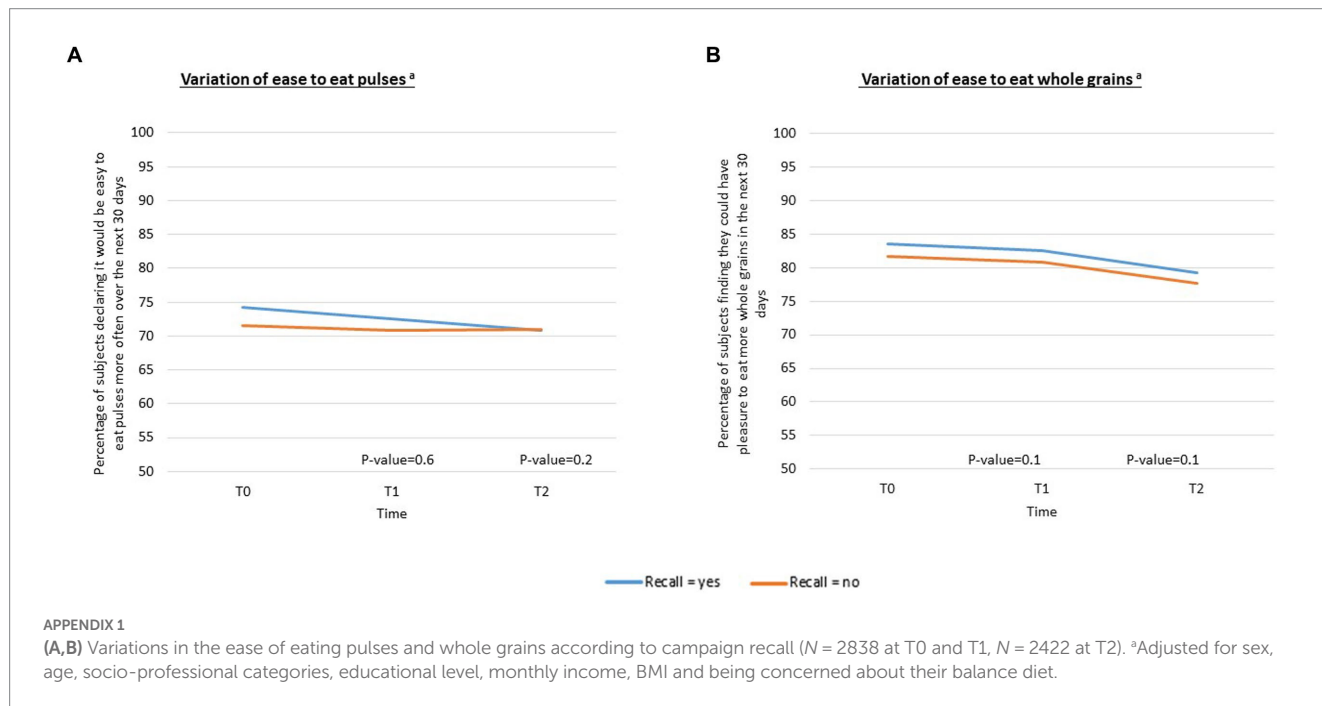 A
Variation of ease to eat pulses a
Percentage of subjects declaring it would be easy to
eat pulses more often over the next 30 days
100
95
90
85
80
75
70
65
60
55
50
P-value=0.6 P-value=0.2
T0 T1 T2
Time
B
Variation of ease to eat whole grains a
Percentage of subjects finding they could have
pleasure to eat more whole grains in the next 30
days
100
95
90
85
80
75
70
65
60
55
50
P-value=0.1 P-value=0.1
T0 T1 T2
Time
Recall = yes Recall = no
APPENDIX 1
(A,B) Variations in the ease of eating pulses and whole grains according to campaign recall (N = 2838 at T0 and T1, N = 2422 at T2). aAdjusted for sex,
age, socio-professional categories, educational level, monthly income, BMI and being concerned about their balance diet.